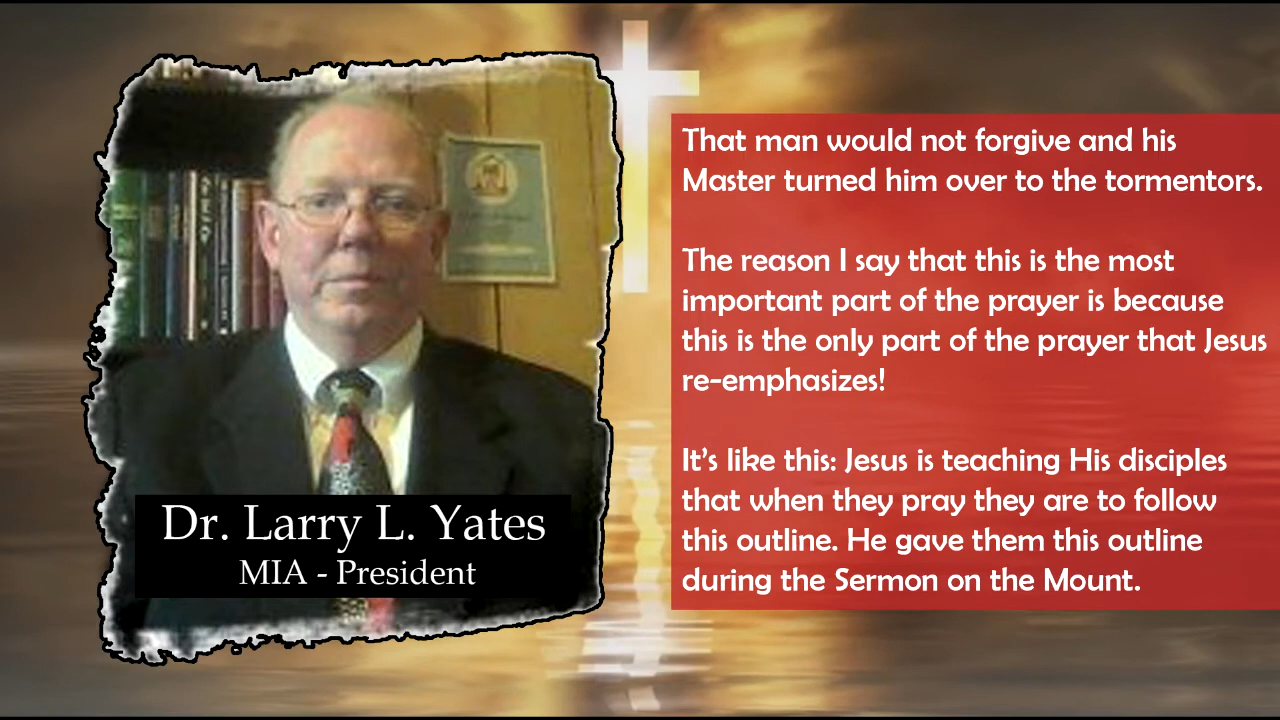 That man would not forgive and his
Master turned him over to the tormentors.
The reason I say that this is the most
important part of the prayer is because
this is the only part of the prayer that Jesus
re-emphasizes!
It’s like this: Jesus is teaching His disciples
that when they pray they are to follow
this outline. He gave them this outline
during the Sermon on the Mount.
Dr. Larry L. Yates
MIA - President